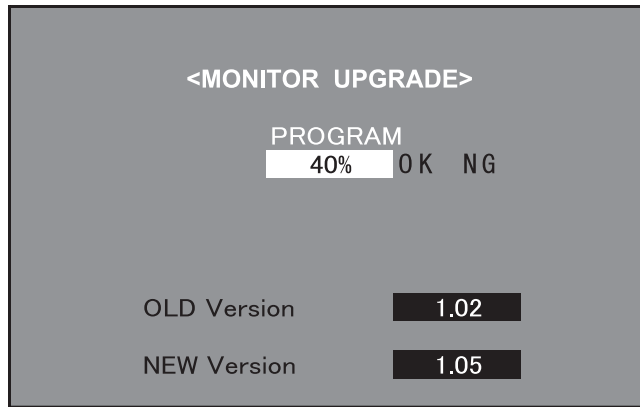 <MONITOR UPGRADE>
PROGRAM
40% OK NG
OLD Version 1.02
NEW Version 1.05